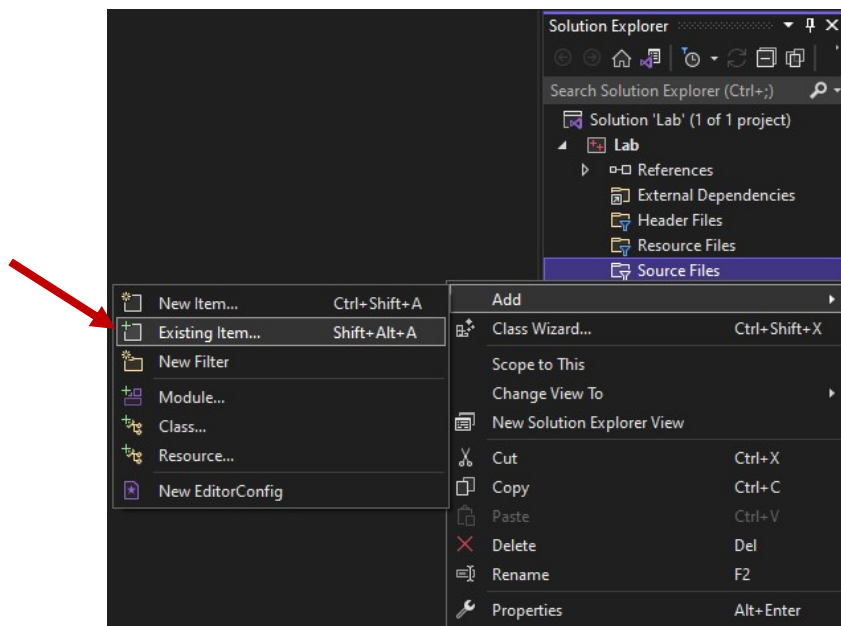 Solution Explorer
Search Solution Explorer (Ctrl+;)
Solution 'Lab' (1 of 1 project)
Lab
References
External Dependencies
Header Files
Resource Files
Source Files
New Item... Ctrl+Shift+A
Existing Item... Shift+Alt+A
New Filter
Module...
Class...
Resource...
New EditorConfig
Add
Class Wizard... Ctrl+Shift+X
Scope to This
Change View To
New Solution Explorer View
Cut Ctrl+X
Copy Ctrl+C
Paste Ctrl+V
Delete Del
Rename F2
Properties Alt+Enter